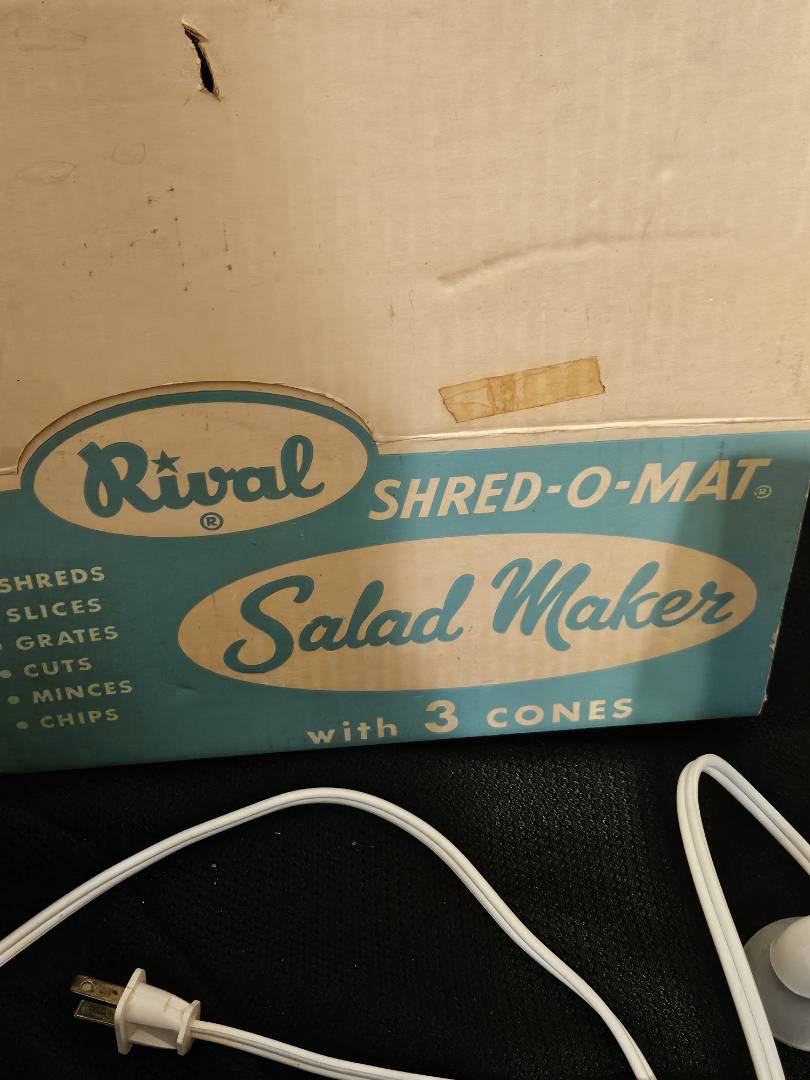 Rival
®
SHRED-O-MAT®
SHREDS
• SLICES
• GRATES
• CUTS
• MINCES
• CHIPS
Salad Maker
with 3 CONES